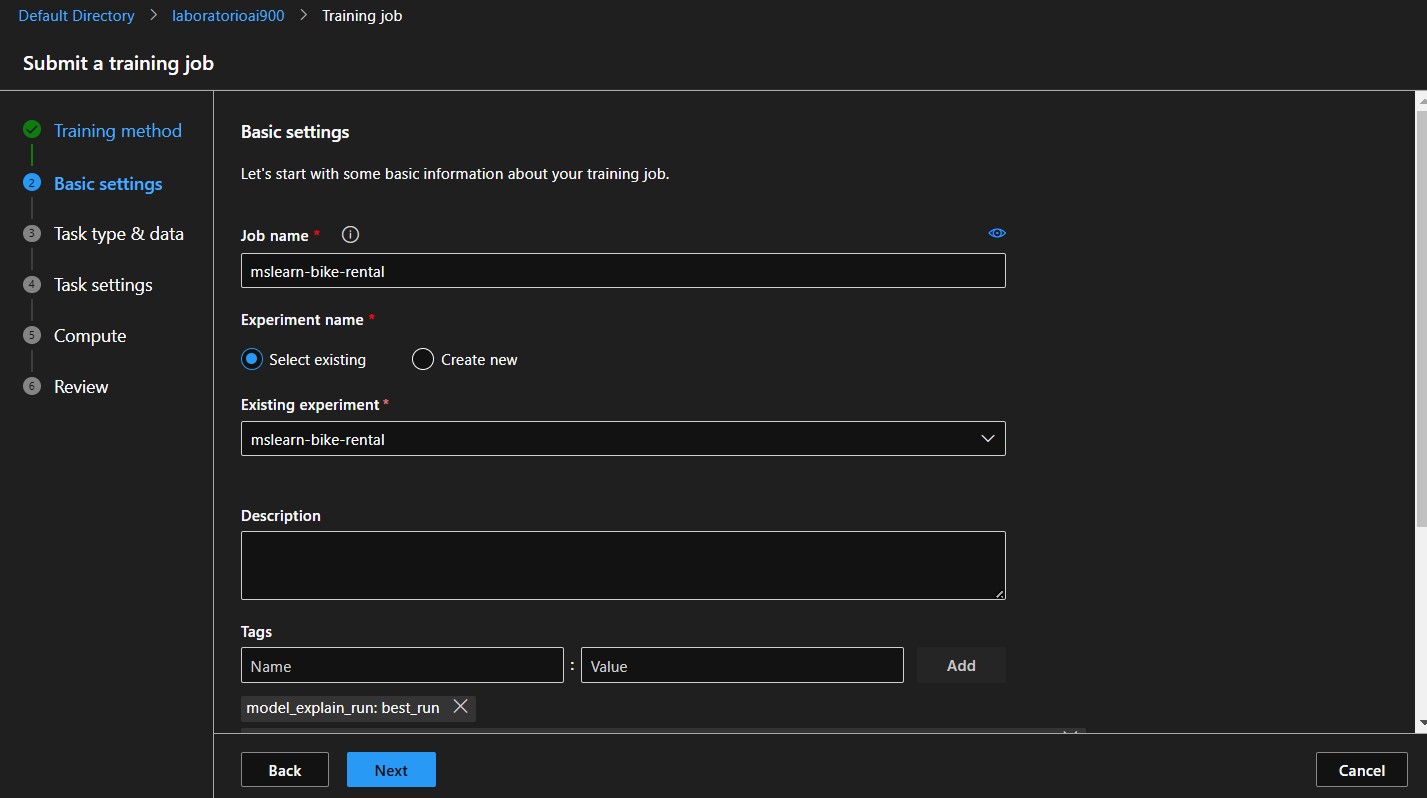 Default Directory > laboratorioai900 > Training job
Submit a training job
Training method
2 Basic settings
3 Task type & data
4 Task settings
5 Compute
6 Review
Basic settings
Let's start with some basic information about your training job.
Job name *
mslearn-bike-rental
Experiment name *
Select existing Create new
Existing experiment *
mslearn-bike-rental
Description
Tags
Name : Value Add
model_explain_run: best_run
Back Next Cancel